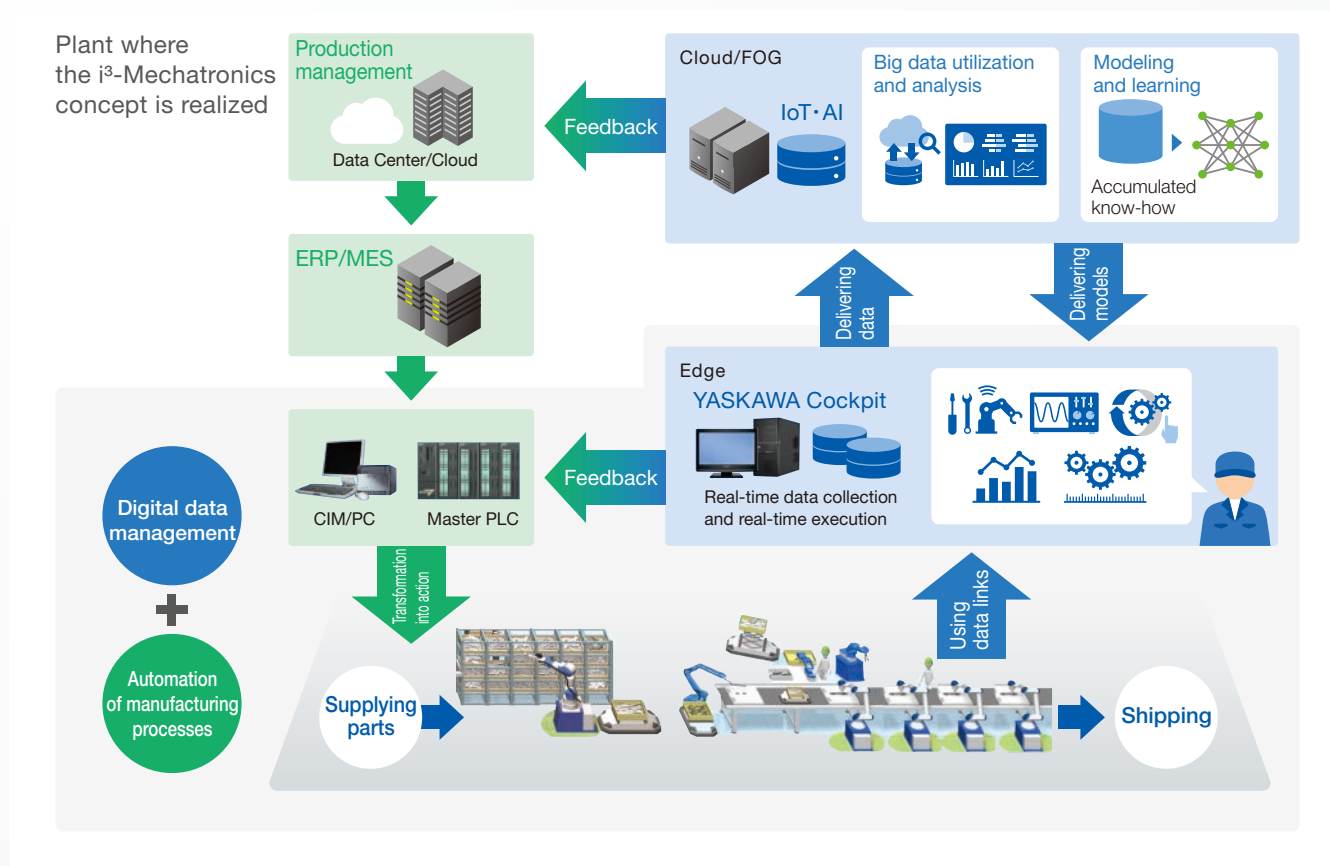 Plant where
the i³-Mechatronics
concept is realized
Production
management
Data Center/Cloud
Feedback
Cloud/FOG
IoT・AI
Big data utilization
and analysis
Modeling
and learning
Accumulated
know-how
ERP/MES
Delivering
data
Delivering
models
Edge
YASKAWA Cockpit
Real-time data collection
and real-time execution
Feedback
CIM/PC
Master PLC
Digital data
management
Automation
of manufacturing
processes
Transformation
into action
Using
data links
Supplying
parts
Shipping